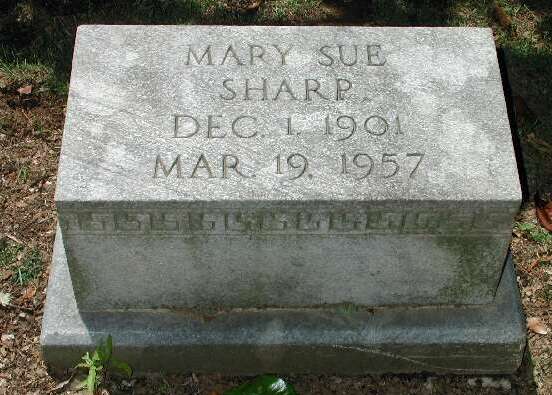 MARY SUE
SHARP
DEC. 1, 1901
MAR. 19, 1957